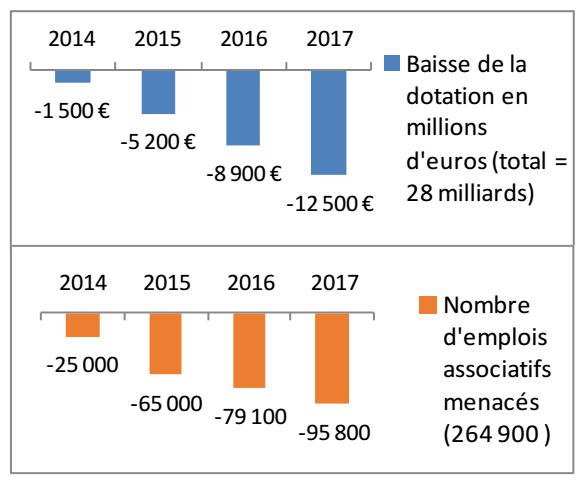 2014 2015 2016 2017
-1 500 €
-5 200 €
-8 900 €
-12 500 €
Baisse de la
dotation en
millions
d'euros (total =
28 milliards)
2014 2015 2016 2017
-25 000
-65 000
-79 100
-95 800
Nombre
d'emplois
associatifs
menacés
(264 900 )